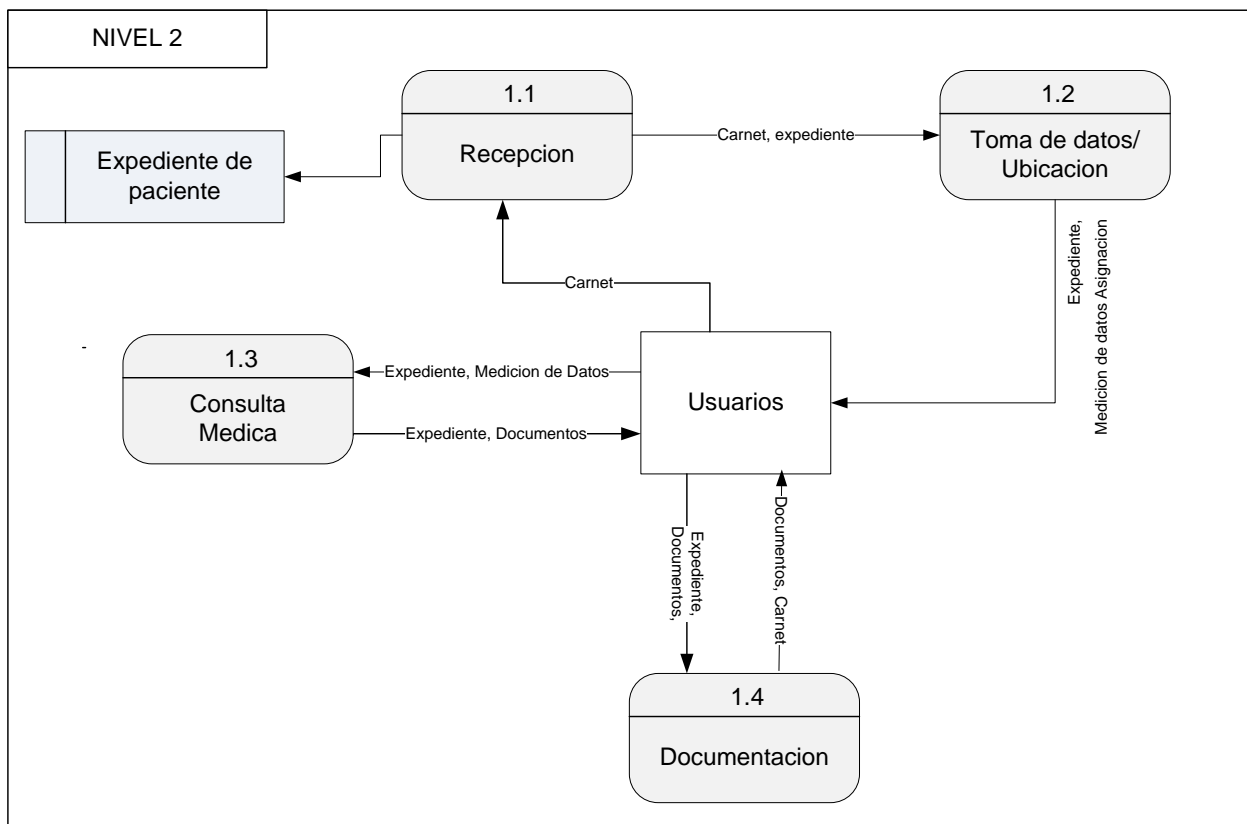 NIVEL 2
1.1
Recepcion
1.2
Toma de datos/
Ubicacion
Expediente de
paciente
Carnet, expediente
Expediente,
Medicion de datos Asignacion
Carnet
-
1.3
Consulta
Medica
Expediente, Medicion de Datos
Expediente, Documentos
Usuarios
Expediente,
Documentos,
Documentos, Carnet
1.4
Documentacion